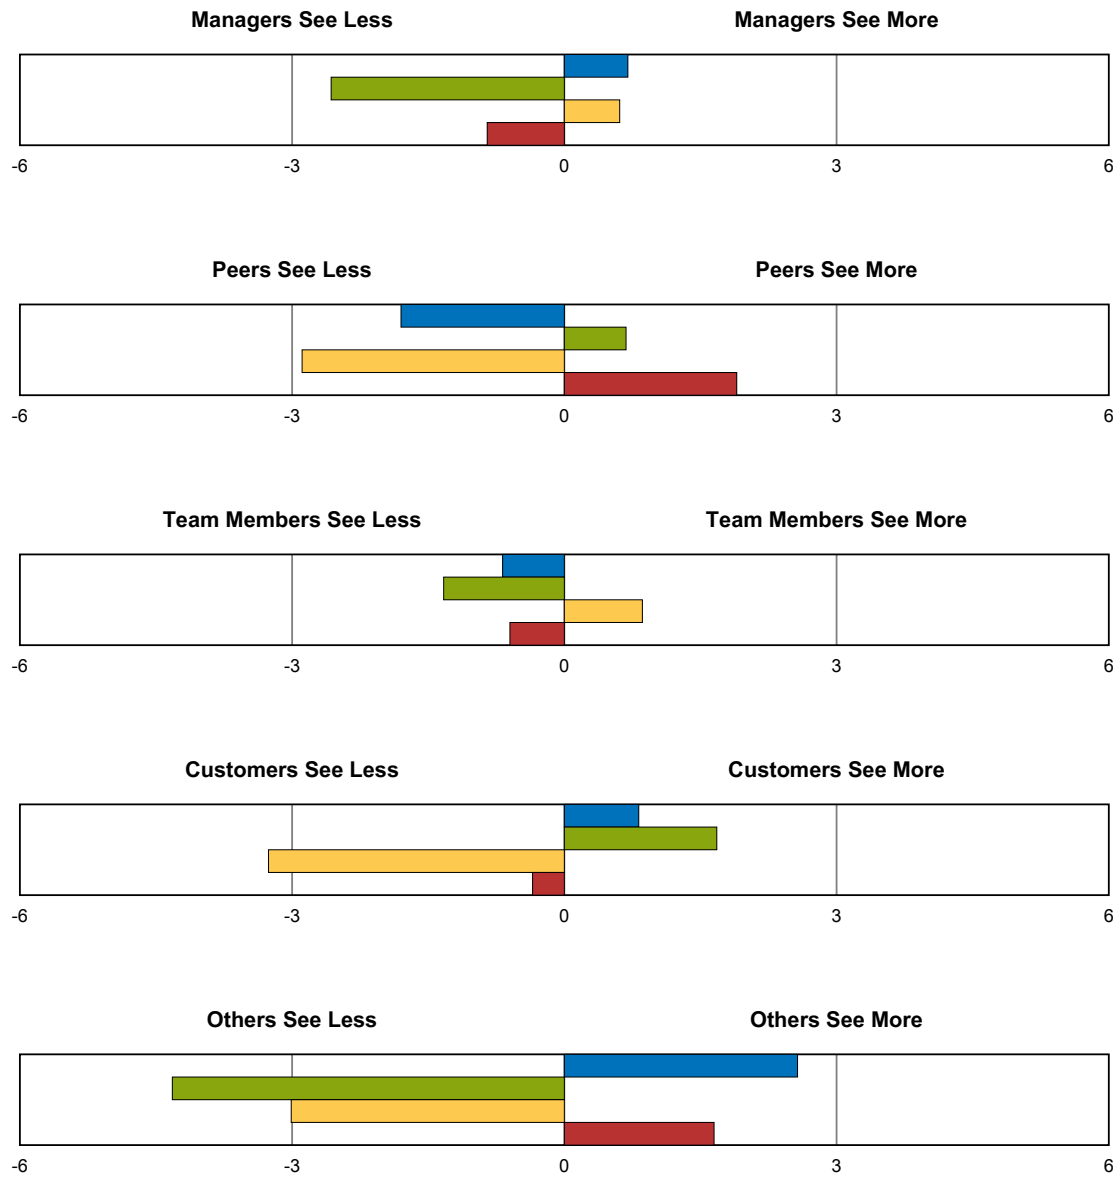 Managers See Less Managers See More
-6 -3 0 3 6
Peers See Less Peers See More
-6 -3 0 3 6
Team Members See Less Team Members See More
-6 -3 0 3 6
Customers See Less Customers See More
-6 -3 0 3 6
Others See Less Others See More
-6 -3 0 3 6